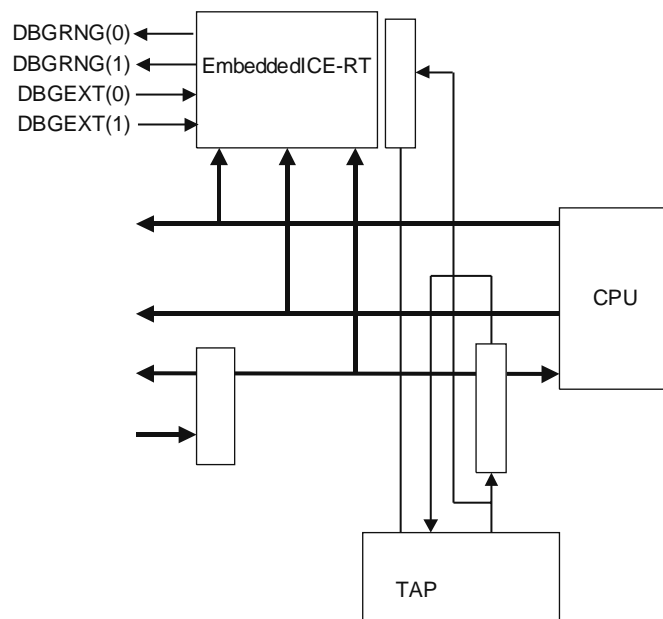 DBGRNG(0)
DBGRNG(1)
DBGEXT(0)
DBGEXT(1)
EmbeddedICE-RT
CPU
TAP